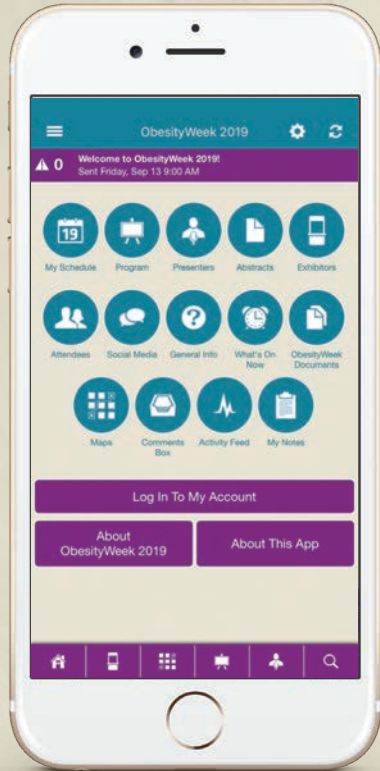 ObesityWeek 2019
0
Welcome to ObesityWeek 2019!
Sent Friday, Sep 13 9:00 AM
19
My Schedule
Program
Presenters
Abstracts
Exhibitors
Attendees
Social Media
?
General Info
What's On
Now
ObesityWeek
Documents
Maps
Comments
Box
Activity Feed
My Notes
Log In To My Account
About
ObesityWeek 2019
About This App